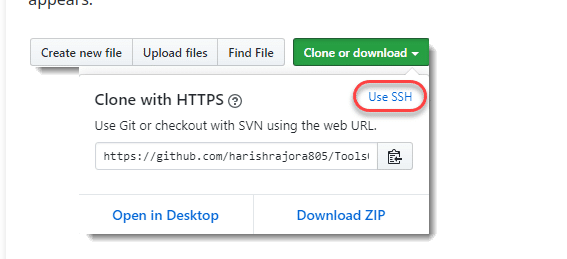 appears.
Create new file Upload files Find File Clone or download
Clone with HTTPS ? Use SSH
Use Git or checkout with SVN using the web URL.
https://github.com/harishrajora805/Tools
Open in Desktop Download ZIP